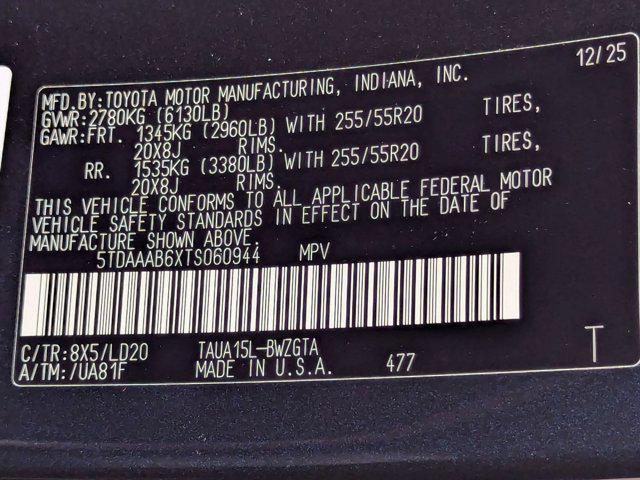 12/25
MFD.BY:TOYOTA MOTOR MANUFACTURING, INDIANA, INC.
GVWR:2780KG (6130LB)
GAWR:FRT. 1345KG (2960LB) WITH 255/55R20 TIRES,
20X8J RIMS.
RR. 1535KG (3380LB) WITH 255/55R20 TIRES,
20X8J RIMS.
THIS VEHICLE CONFORMS TO ALL APPLICABLE FEDERAL MOTOR
VEHICLE SAFETY STANDARDS IN EFFECT ON THE DATE OF
MANUFACTURE SHOWN ABOVE.
5TDAAAB6XTS060944 MPV
C/TR:8X5/LD20 TAUA15L-BWZGTA
A/TM:/UA81F MADE IN U.S.A. 477 T